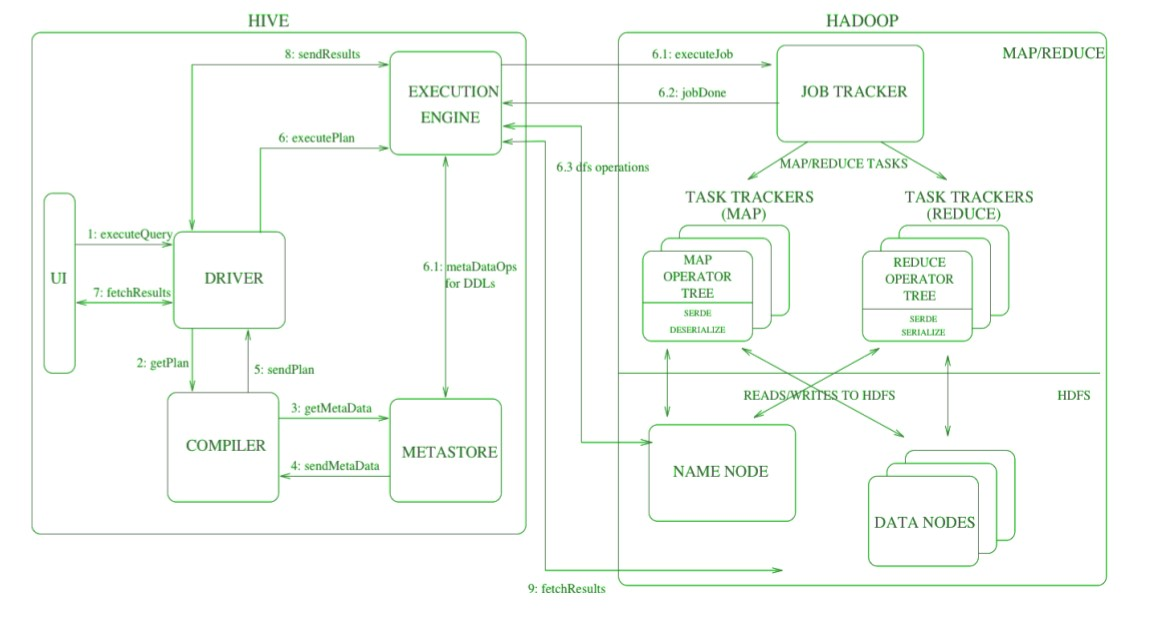 HIVE
HADOOP
8: sendResults
6.1: executeJob
MAP/REDUCE
EXECUTION
ENGINE
6.2: jobDone
JOB TRACKER
6: executePlan
6.3 dfs operations
MAP/REDUCE TASKS
TASK TRACKERS
(MAP)
TASK TRACKERS
(REDUCE)
1: executeQuery
UI
DRIVER
7: fetchResults
6.1: metaDataOps
for DDLs
MAP
OPERATOR
TREE
SERDE
DESERIALIZE
REDUCE
OPERATOR
TREE
SERDE
SERIALIZE
2: getPlan
5: sendPlan
READS/WRITES TO HDFS
HDFS
3: getMetaData
COMPILER
METASTORE
4: sendMetaData
NAME NODE
DATA NODES
9: fetchResults